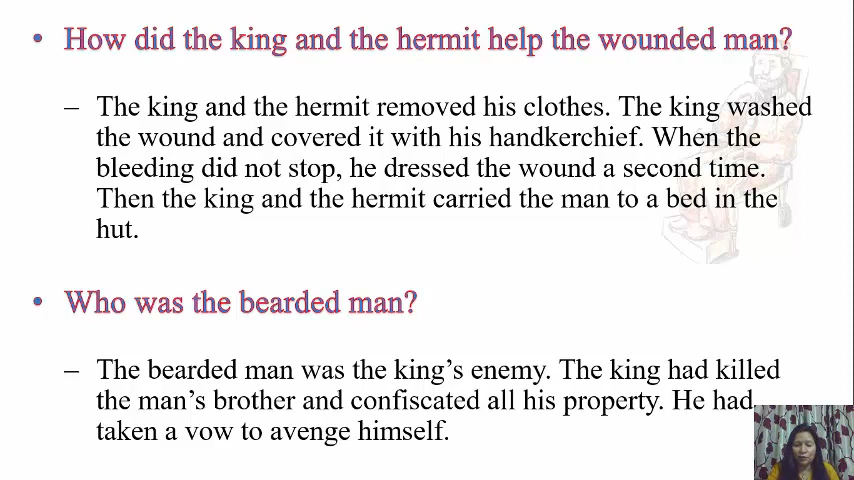 • How did the king and the hermit help the wounded man?
– The king and the hermit removed his clothes. The king washed
the wound and covered it with his handkerchief. When the
bleeding did not stop, he dressed the wound a second time.
Then the king and the hermit carried the man to a bed in the
hut.
• Who was the bearded man?
– The bearded man was the king’s enemy. The king had killed
the man’s brother and confiscated all his property. He had
taken a vow to avenge himself.